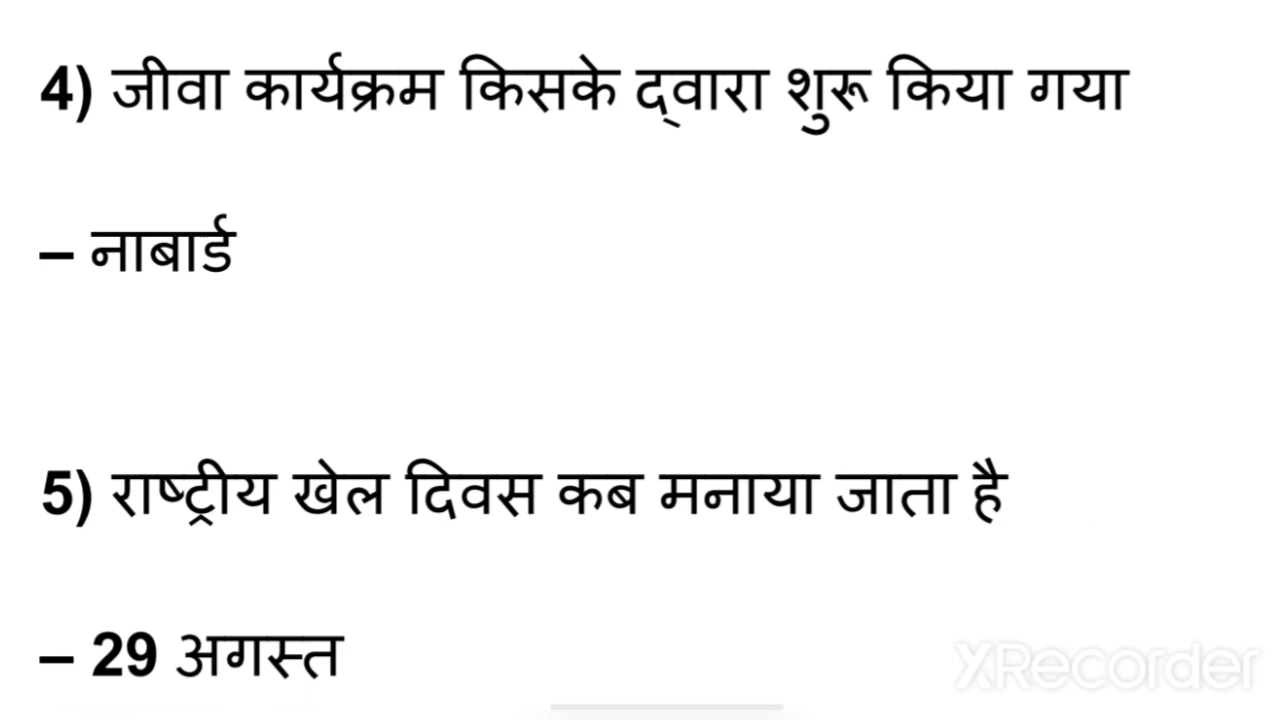 4) जीवा कार्यक्रम किसके द्वारा शुरू किया गया
– नाबार्ड
5) राष्ट्रीय खेल दिवस कब मनाया जाता है
– 29 अगस्त
XRecorder